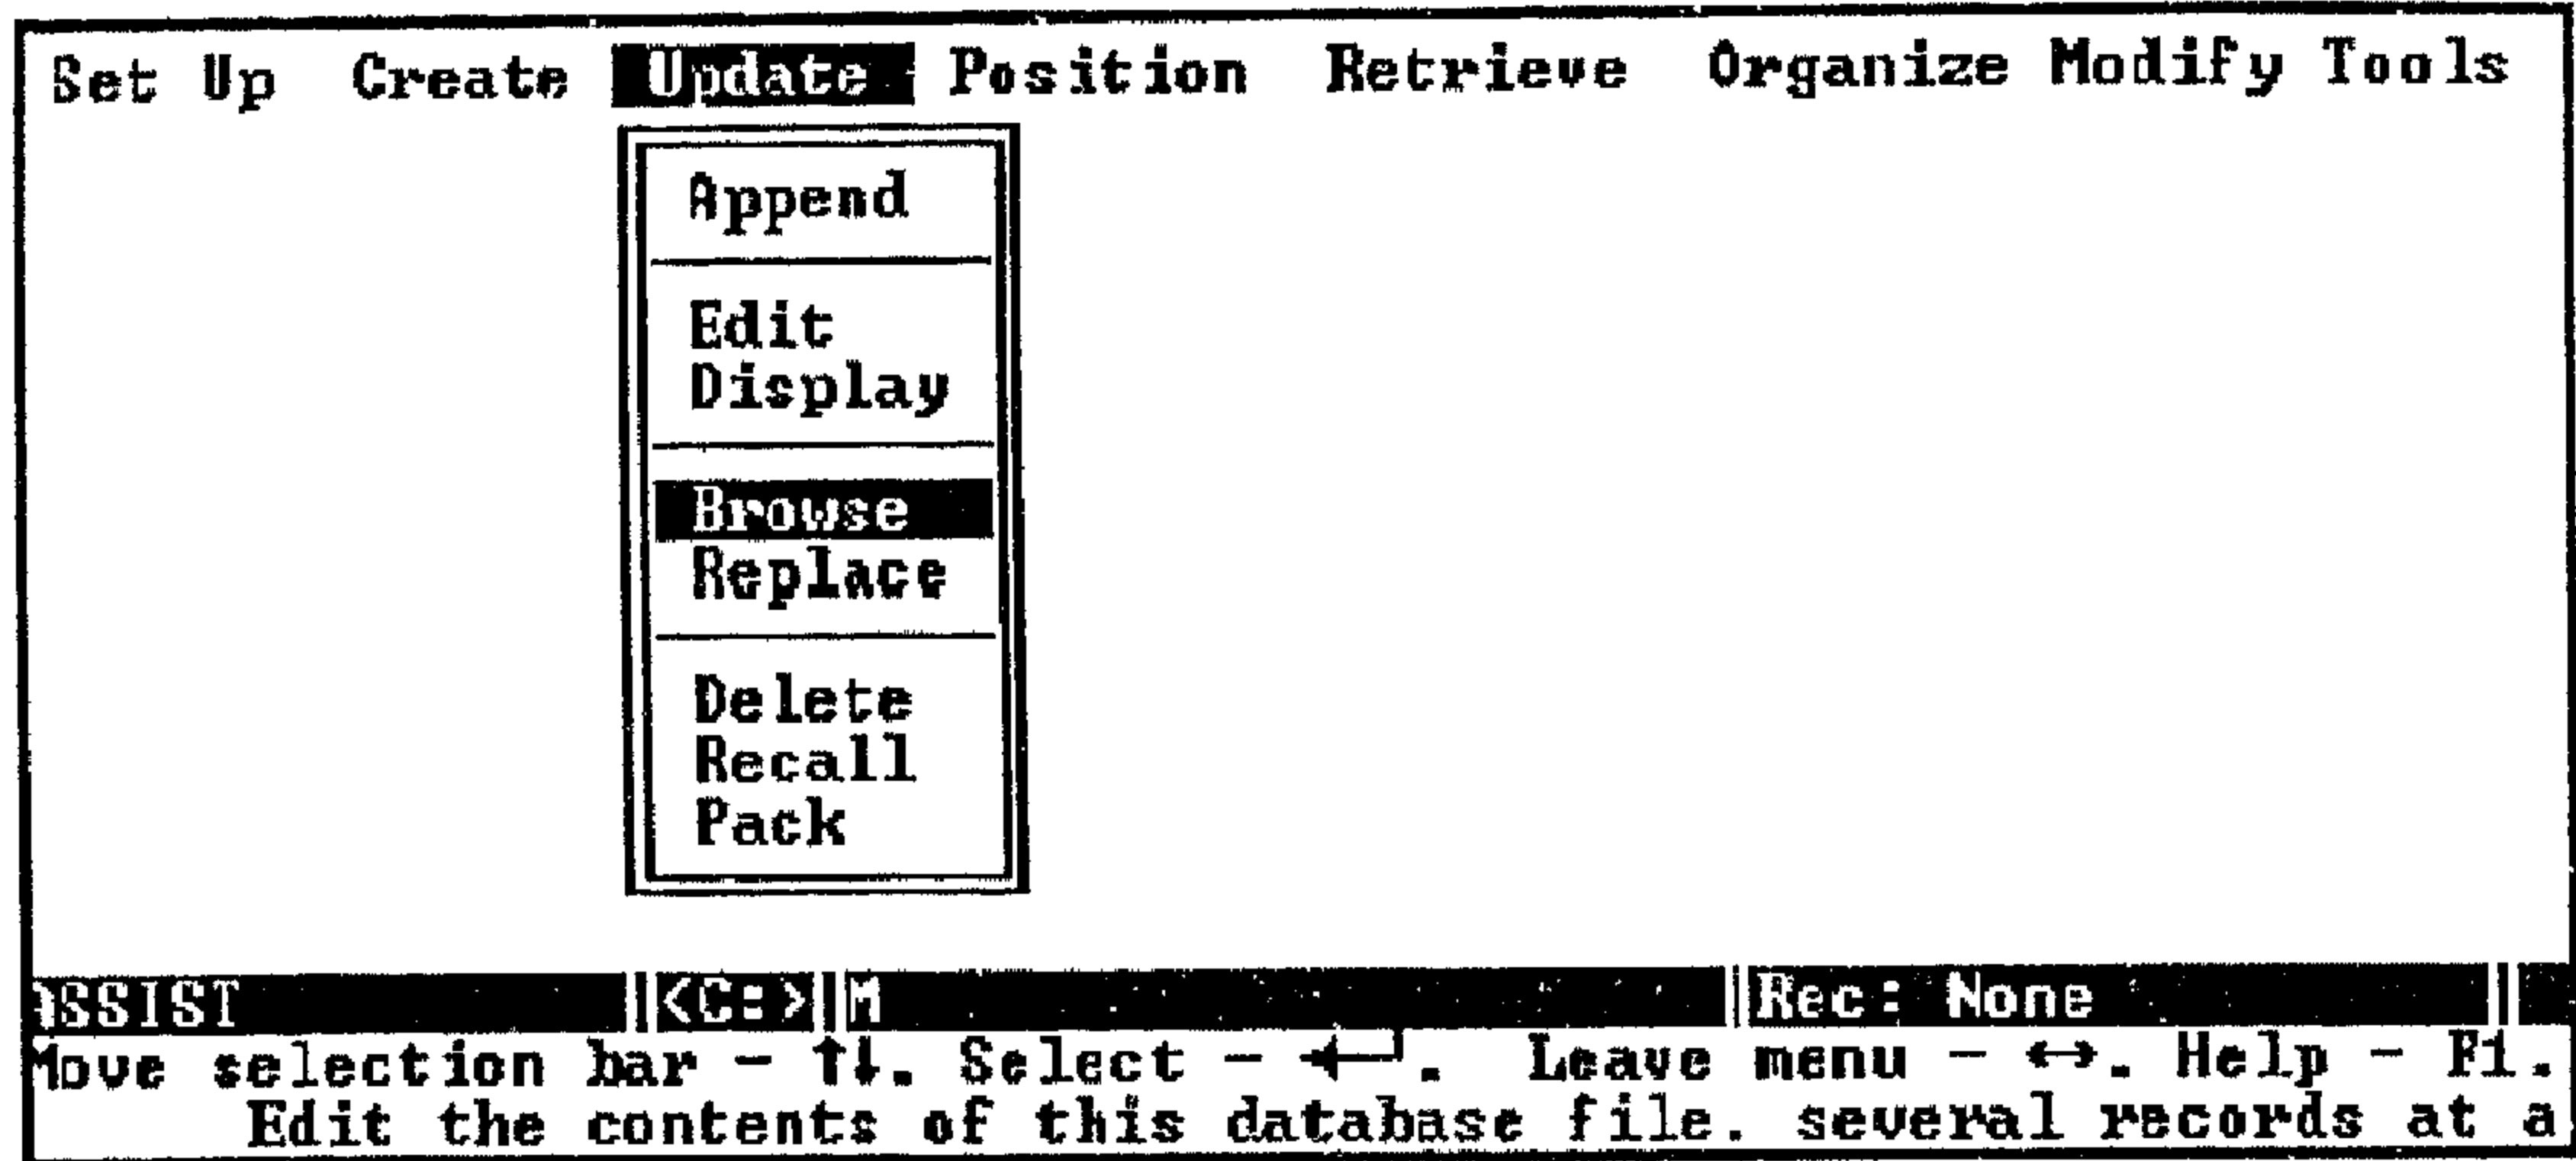 Set Up Create Update Position Retrieve Organize Modify Tools
Append
Edit
Display
Browse
Replace
Delete
Recall
Pack
ASSIST <C:> M Rec: None
Move selection bar - ↑↓. Select - ↵. Leave menu - ↔. Help - F1.
Edit the contents of this database file. several records at a